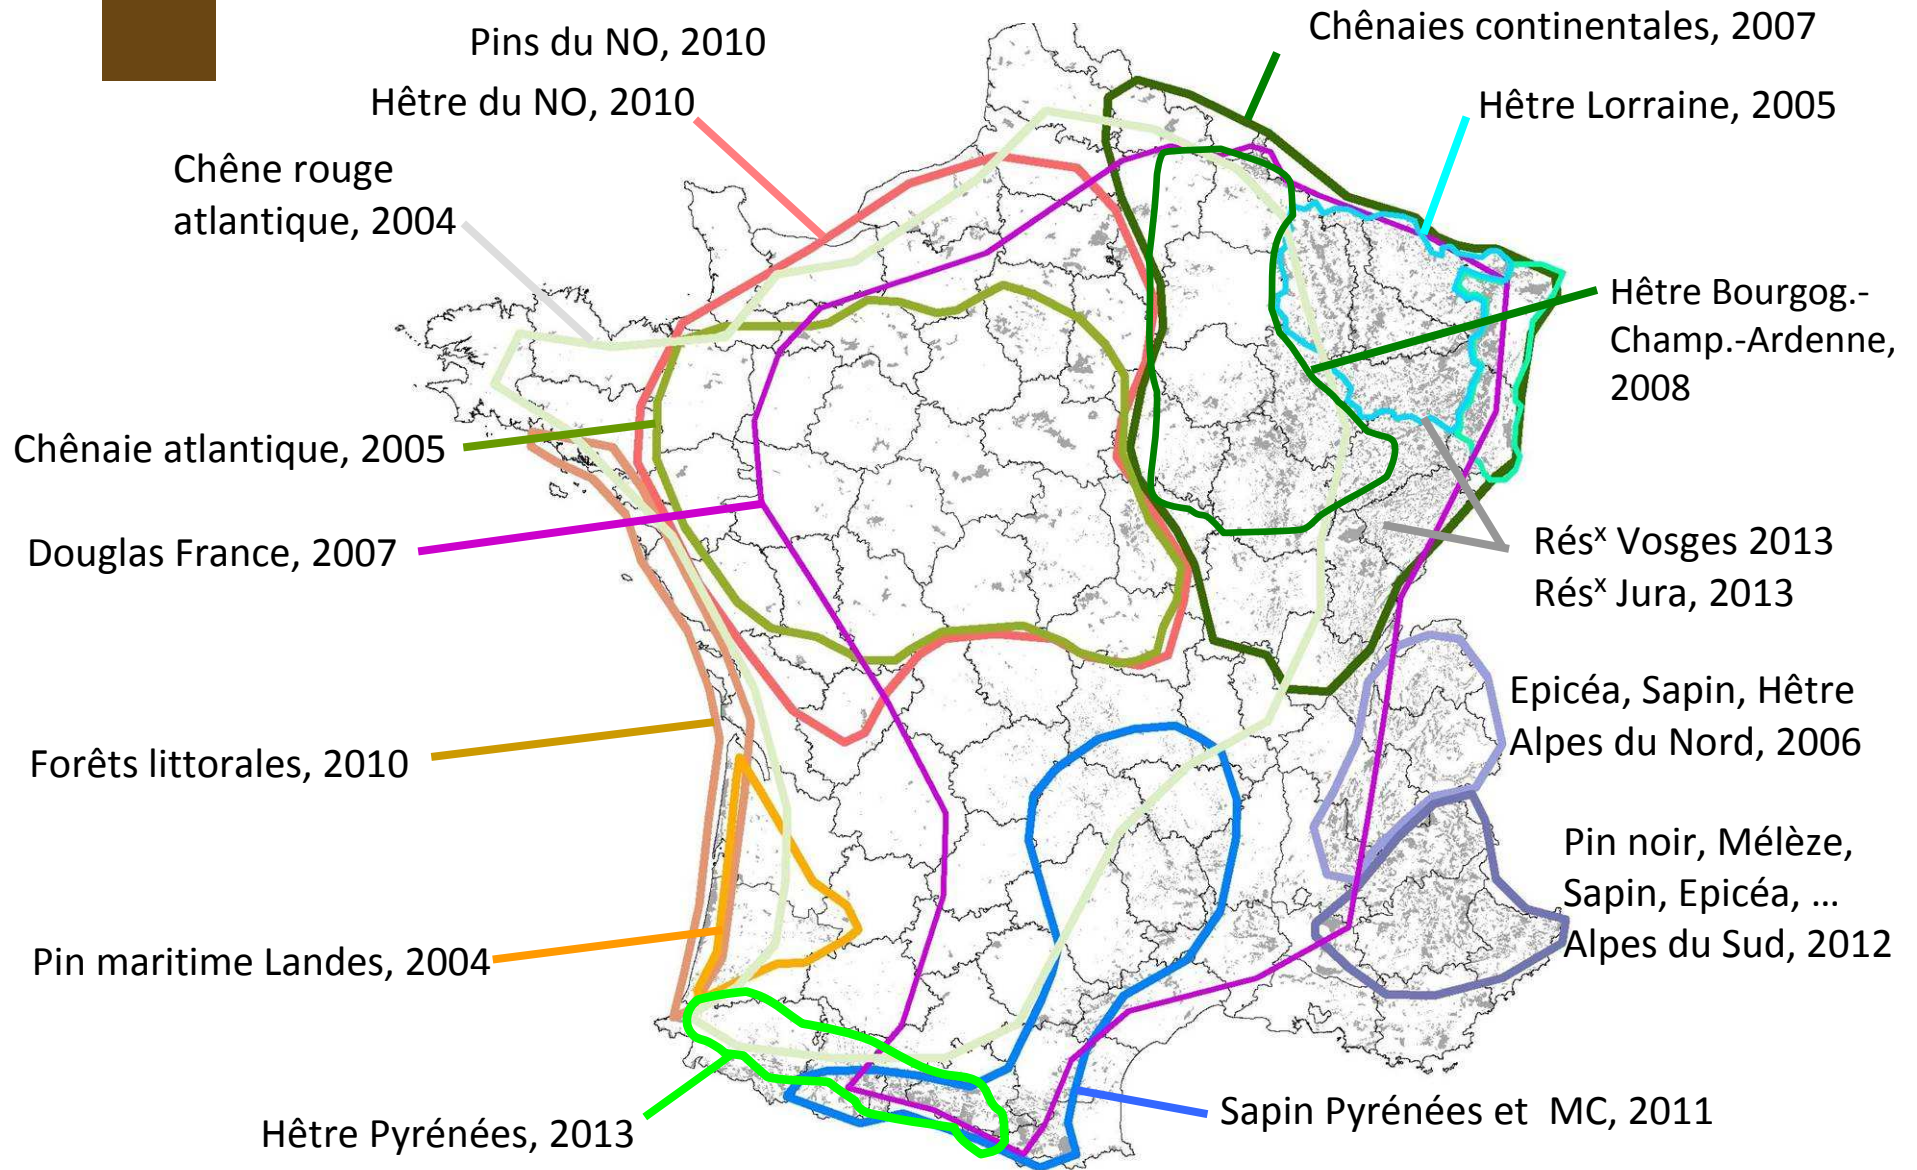 Pins du NO, 2010
Hêtre du NO, 2010
Chênaies continentales, 2007
Hêtre Lorraine, 2005
Chêne rouge
atlantique, 2004
Hêtre Bourgog.-
Champ.-Ardenne,
2008
Chênaie atlantique, 2005
Douglas France, 2007
Résˣ Vosges 2013
Résˣ Jura, 2013
Epicéa, Sapin, Hêtre
Alpes du Nord, 2006
Forêts littorales, 2010
Pin noir, Mélèze,
Sapin, Epicéa, ...
Alpes du Sud, 2012
Pin maritime Landes, 2004
Sapin Pyrénées et MC, 2011
Hêtre Pyrénées, 2013